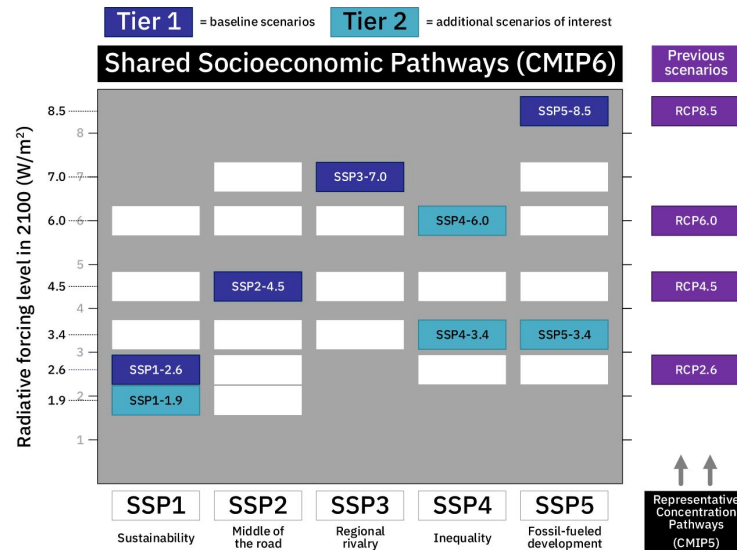 Tier 1 = baseline scenarios Tier 2 = additional scenarios of interest
Shared Socioeconomic Pathways (CMIP6)
Previous
scenarios
Radiative forcing level in 2100 (W/m²)
8.5
8
7.0
7
6.0
6
5
4.5
4
3.4
3
2.6
2
1.9
1
SSP5-8.5
RCP8.5
SSP3-7.0
SSP4-6.0
RCP6.0
SSP2-4.5
RCP4.5
SSP4-3.4
SSP5-3.4
SSP1-2.6
RCP2.6
SSP1-1.9
SSP1
Sustainability
SSP2
Middle of
the road
SSP3
Regional
rivalry
SSP4
Inequality
SSP5
Fossil-fueled
development
Representative
Concentration
Pathways
(CMIP5)